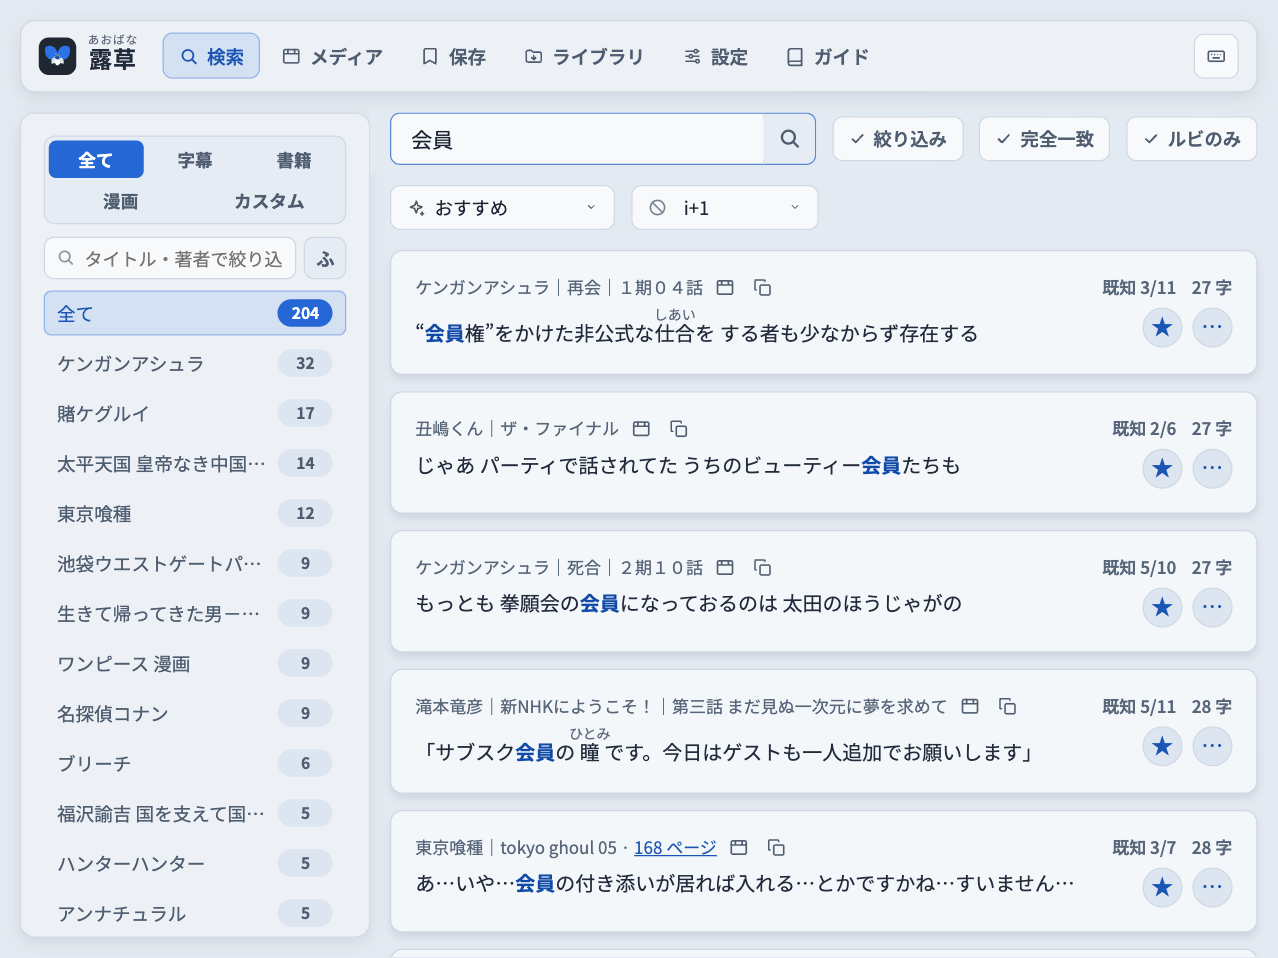 あおばな
露草
検索
メディア
保存
ライブラリ
設定
ガイド
全て
字幕
書籍
漫画
カスタム
タイトル・著者で絞り込
ふ
全て 204
ケンガンアシュラ 32
賭ケグルイ 17
太平天国 皇帝なき中国… 14
東京喰種 12
池袋ウエストゲートパ… 9
生きて帰ってきた男ー… 9
ワンピース 漫画 9
名探偵コナン 9
ブリーチ 6
福沢諭吉 国を支えて国… 5
ハンターハンター 5
アンナチュラル 5
会員
絞り込み
完全一致
ルビのみ
おすすめ
i+1
ケンガンアシュラ｜再会｜１期０４話 既知 3/11 27 字
しあい
“会員権”をかけた非公式な仕合を する者も少なからず存在する
丑嶋くん｜ザ・ファイナル 既知 2/6 27 字
じゃあ パーティで話されてた うちのビューティー会員たちも
ケンガンアシュラ｜死合｜２期１０話 既知 5/10 27 字
もっとも 拳願会の会員になっておるのは 太田のほうじゃがの
滝本竜彦｜新NHKにようこそ！｜第三話 まだ見ぬ一次元に夢を求めて 既知 5/11 28 字
ひとみ
「サブスク会員の瞳です。今日はゲストも一人追加でお願いします」
東京喰種｜tokyo ghoul 05 · 168 ページ 既知 3/7 28 字
あ…いや…会員の付き添いが居れば入れる…とかですかね…すいません…